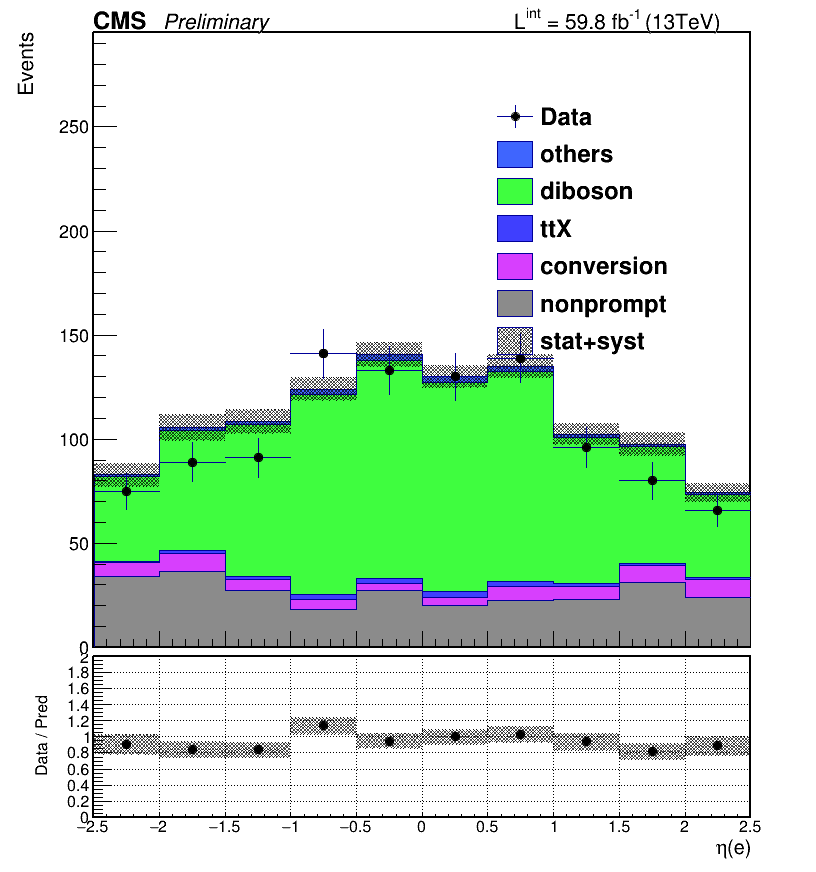 CMS Preliminary L^int = 59.8 fb^-1 (13TeV)
Events
250
200
150
100
50
0
Data
others
diboson
ttX
conversion
nonprompt
stat+syst
Data / Pred
2
1.8
1.6
1.4
1.2
1
0.8
0.6
0.4
0.2
0
−2.5 −2 −1.5 −1 −0.5 0 0.5 1 1.5 2 2.5
η(e)